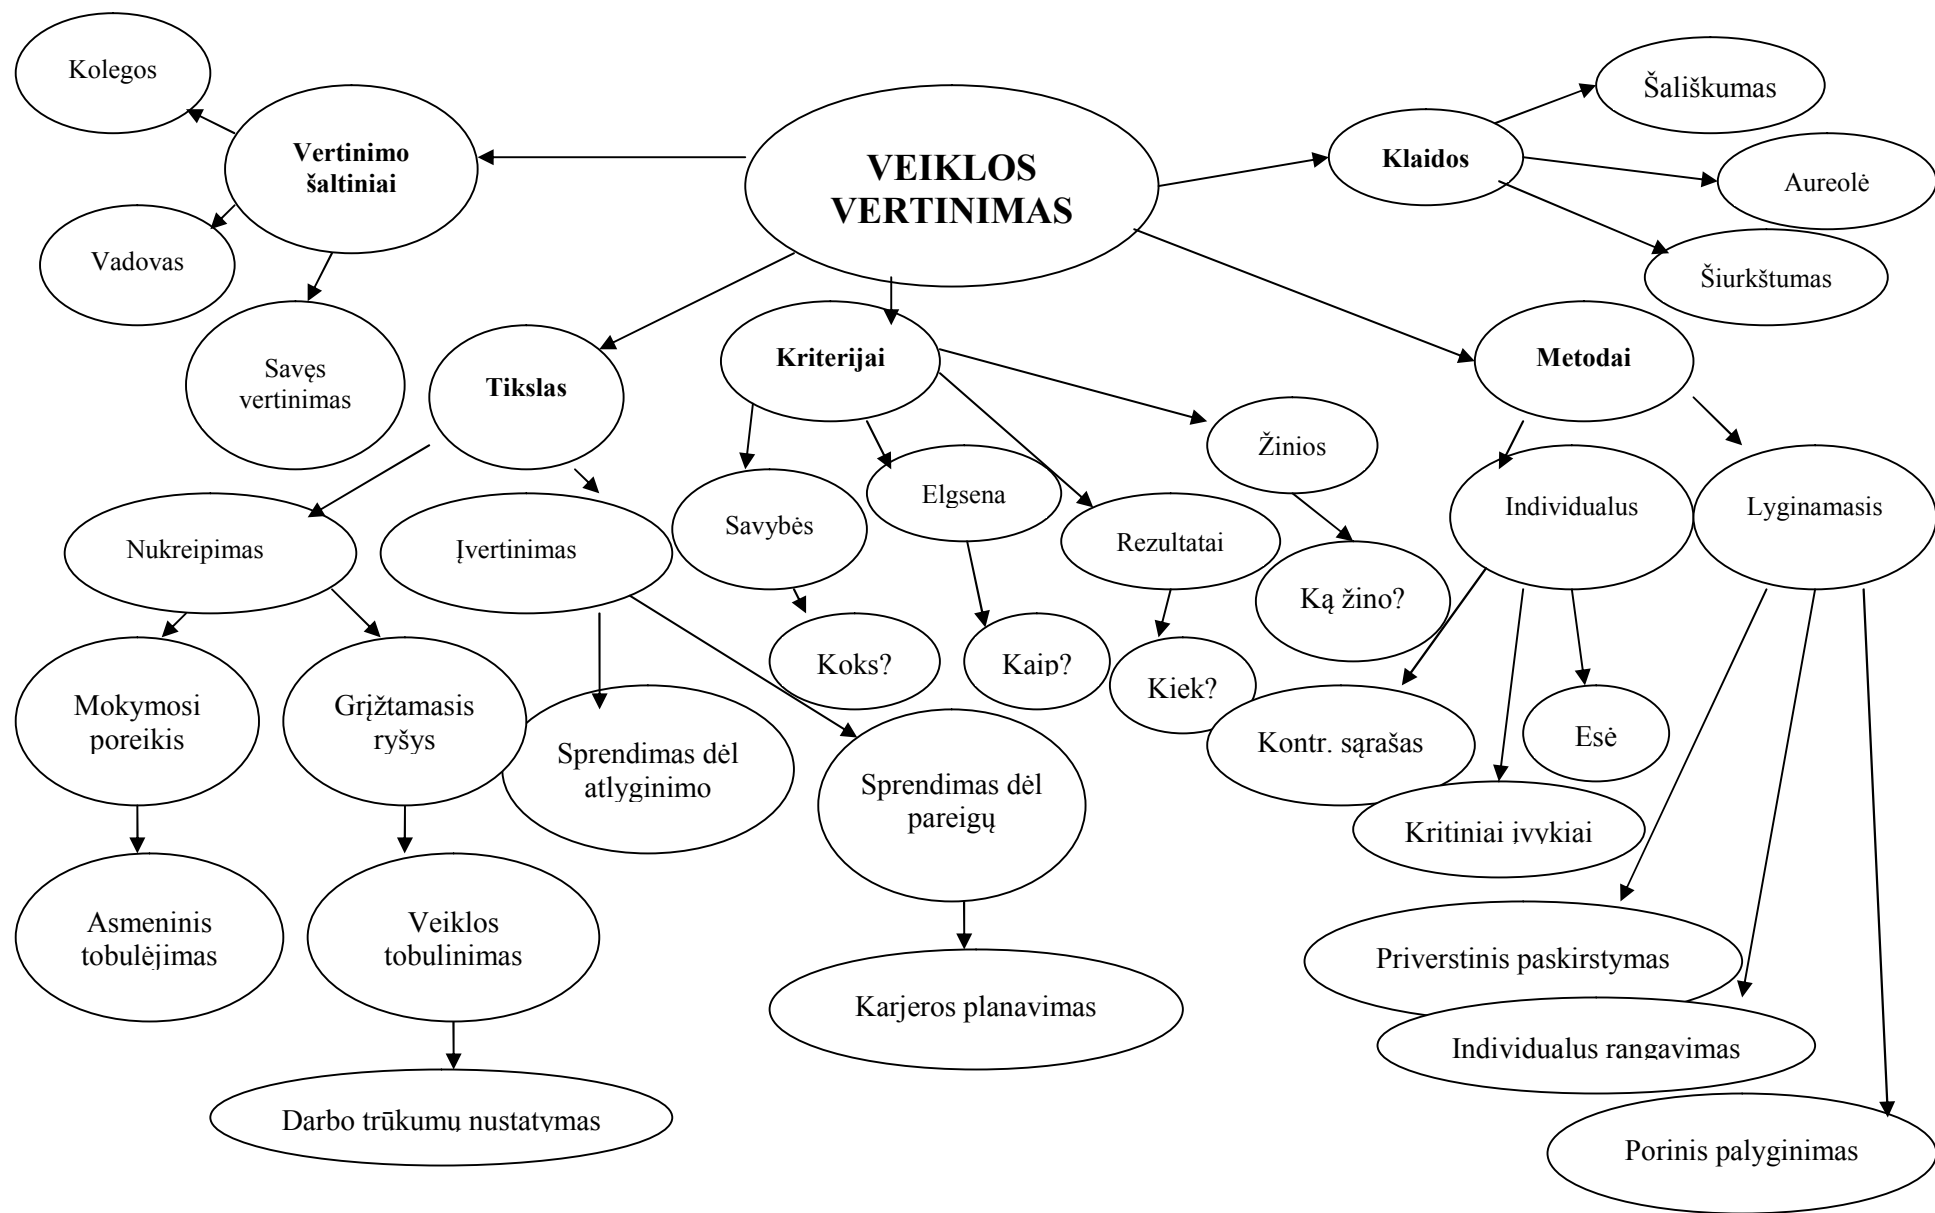 Kolegos
Vertinimo
šaltiniai
Vadovas
Savęs
vertinimas
VEIKLOS
VERTINIMAS
Klaidos
Šališkumas
Aureolė
Šiurkštumas
Tikslas
Kriterijai
Metodai
Nukreipimas
Įvertinimas
Savybės
Elgsena
Rezultatai
Žinios
Individualus
Lyginamasis
Koks?
Kaip?
Kiek?
Ką žino?
Mokymosi
poreikis
Grįžtamasis
ryšys
Sprendimas dėl
atlyginimo
Sprendimas dėl
pareigų
Kontr. sąrašas
Esė
Kritiniai įvykiai
Asmeninis
tobulėjimas
Veiklos
tobulinimas
Karjeros planavimas
Priverstinis paskirstymas
Individualus rangavimas
Darbo trūkumų nustatymas
Porinis palyginimas